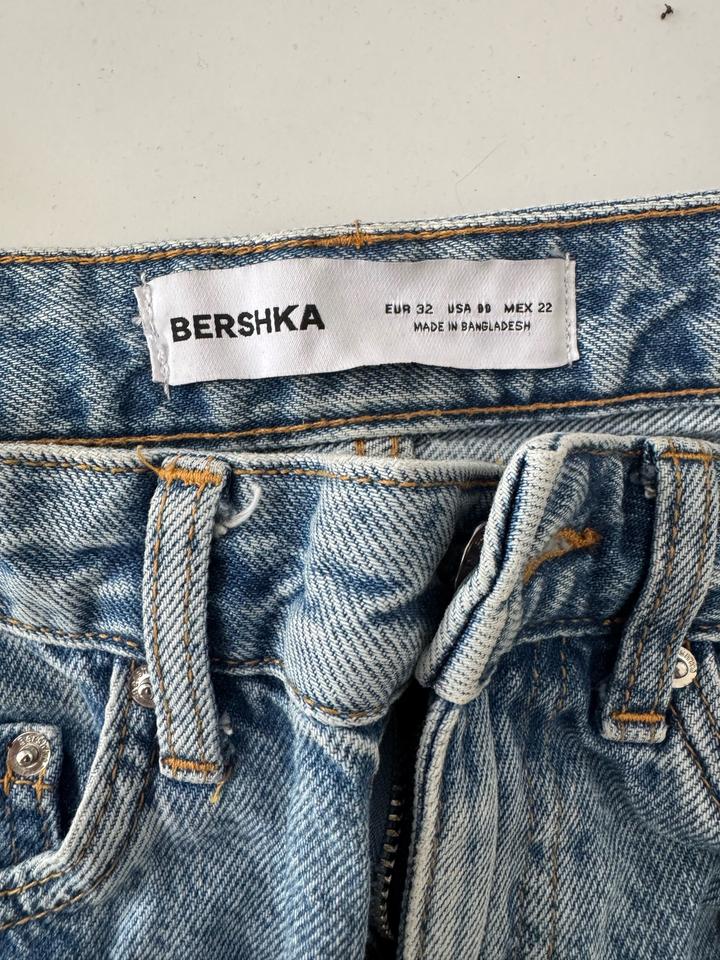 BERSHKA
EUR 32 USA 00 MEX 22
MADE IN BANGLADESH